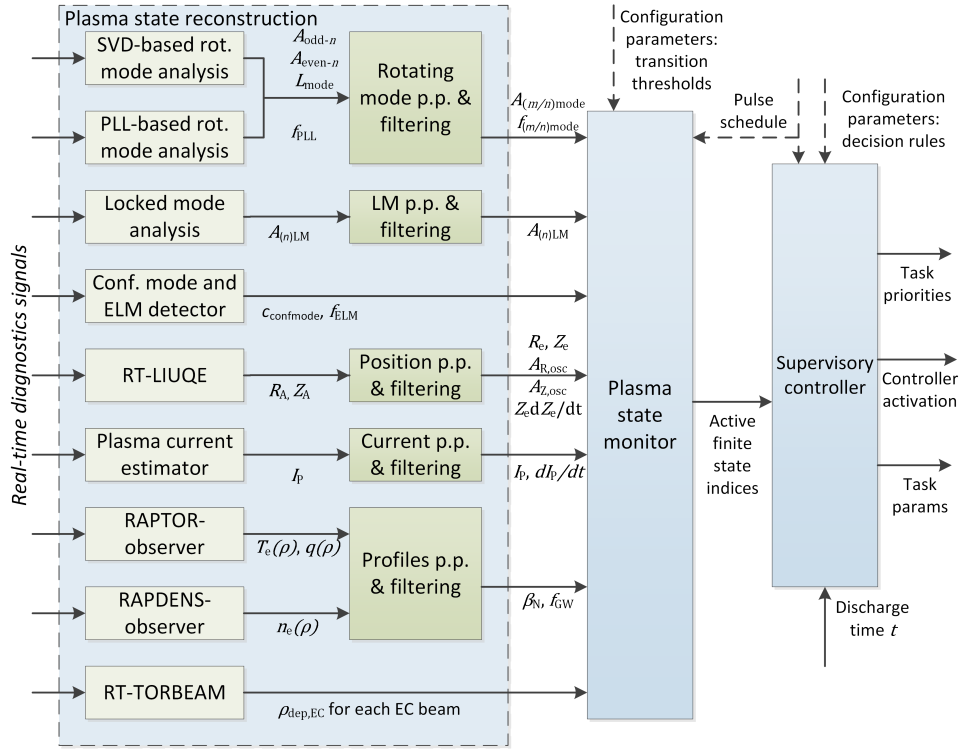 Plasma state reconstruction
Real-time diagnostics signals
SVD-based rot.
mode analysis
PLL-based rot.
mode analysis
A_odd-n
A_even-n
L_mode
f_PLL
Rotating
mode p.p. &
filtering
A_(m/n)mode
f_(m/n)mode
Locked mode
analysis
A_(n)LM
LM p.p. &
filtering
A_(n)LM
Conf. mode and
ELM detector
c_confmode, f_ELM
RT-LIUQE
R_A, Z_A
Position p.p.
& filtering
R_e, Z_e
A_R,osc
A_Z,osc
Z_e dZ_e/dt
Plasma current
estimator
I_P
Current p.p.
& filtering
I_P, dI_P/dt
RAPTOR-
observer
T_e(ρ), q(ρ)
RAPDENS-
observer
n_e(ρ)
Profiles p.p.
& filtering
β_N, f_GW
RT-TORBEAM
ρ_dep,EC for each EC beam
Configuration
parameters:
transition
thresholds
Plasma
state
monitor
Pulse
schedule
Configuration
parameters:
decision rules
Active
finite
state
indices
Supervisory
controller
Task
priorities
Controller
activation
Task
params
Discharge
time t